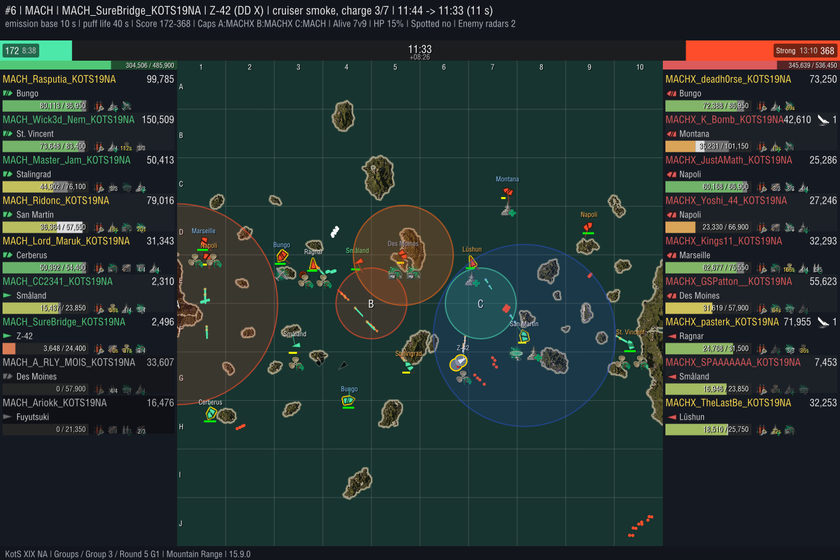 #6 | MACH | MACH_SureBridge_KOTS19NA | Z-42 (DD X) | cruiser smoke, charge 3/7 | 11:44 -> 11:33 (11 s)
emission base 10 s | puff life 40 s | Score 172-368 | Caps A:MACHX B:MACHX C:MACH | Alive 7v9 | HP 15% | Spotted no | Enemy radars 2
172 8:38
11:33
+08:26
Strong 13:10 368
304,506 / 485,900
345,639 / 536,450
1 2 3 4 5 6 7 8 9 10
MACH_Rasputia_KOTS19NA 99,785
Bungo
MACH_Wick3d_Nem_KOTS19NA 150,509
St. Vincent
MACH_Master_Jam_KOTS19NA 50,413
Stalingrad
MACH_Ridonc_KOTS19NA 79,016
San Martin
MACH_Lord_Maruk_KOTS19NA 31,343
Cerberus
MACH_CC2341_KOTS19NA 2,310
Småland
MACH_SureBridge_KOTS19NA 2,496
Z-42
3,648 / 24,400
MACH_A_RLY_MOIS_KOTS19NA 33,607
Des Moines
0 / 57,900
MACH_Ariokk_KOTS19NA 16,476
Fuyutsuki
0 / 21,350
A
B
C
D
G
H
I
J
Montana
Marseille
Napoli
Bungo
Ragnar
Småland
Des Moines
Lüshun
Napoli
B
C
San Martin
St. Vincent
Z-42
Småland
Stalingrad
Bungo
Cerberus
MACHX_deadh0rse_KOTS19NA 73,250
Bungo
MACHX_K_Bomb_KOTS19NA 42,610 1
Montana
MACHX_JustAMath_KOTS19NA 25,286
Napoli
MACHX_Yoshi_44_KOTS19NA 27,246
Napoli
23,330 / 66,900
MACHX_Kings11_KOTS19NA 32,293
Marseille
MACHX_GSPatton__KOTS19NA 55,623
Des Moines
MACHX_pasterk_KOTS19NA 71,955 1
Ragnar
MACHX_SPAAAAAAA_KOTS19NA 7,453
Småland
MACHX_TheLastBe_KOTS19NA 32,253
Lüshun
KotS XIX NA | Groups / Group 3 / Round 5 G1 | Mountain Range | 15.9.0